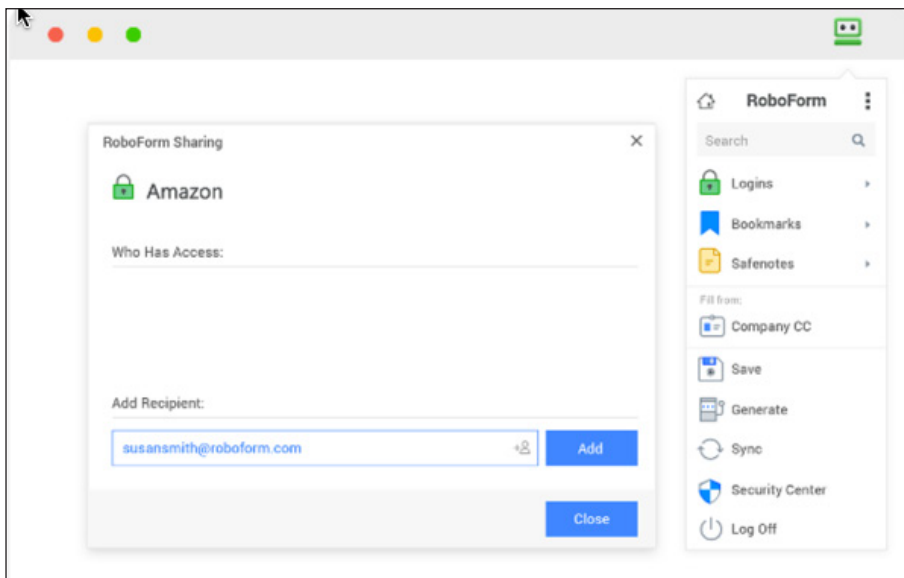 RoboForm Sharing
Amazon
Who Has Access:
Add Recipient:
susansmith@roboform.com
Add
Close
RoboForm
Search
Logins
Bookmarks
Safenotes
Fill from:
Company CC
Save
Generate
Sync
Security Center
Log Off